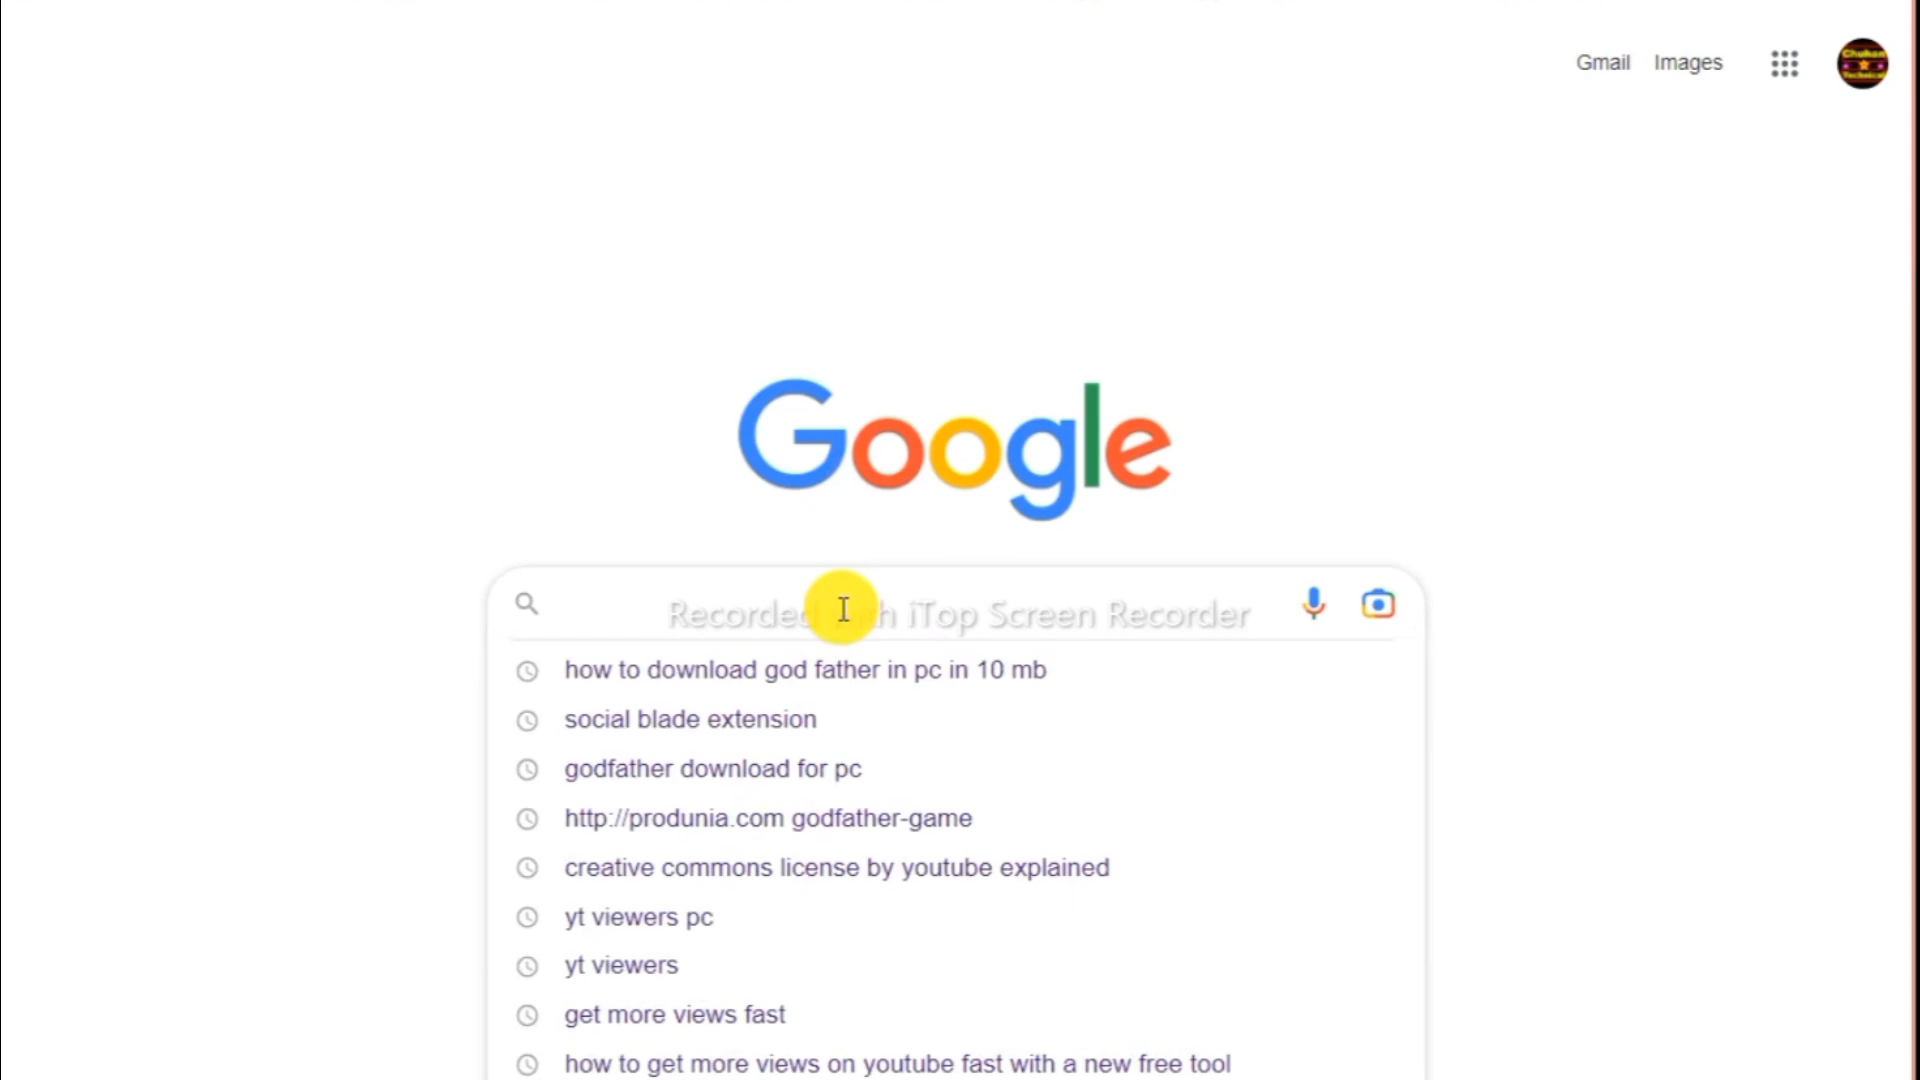 Gmail Images
Chuhan
Technical
Google
Recorded with iTop Screen Recorder
how to download god father in pc in 10 mb
social blade extension
godfather download for pc
http://produnia.com godfather-game
creative commons license by youtube explained
yt viewers pc
yt viewers
get more views fast
how to get more views on youtube fast with a new free tool